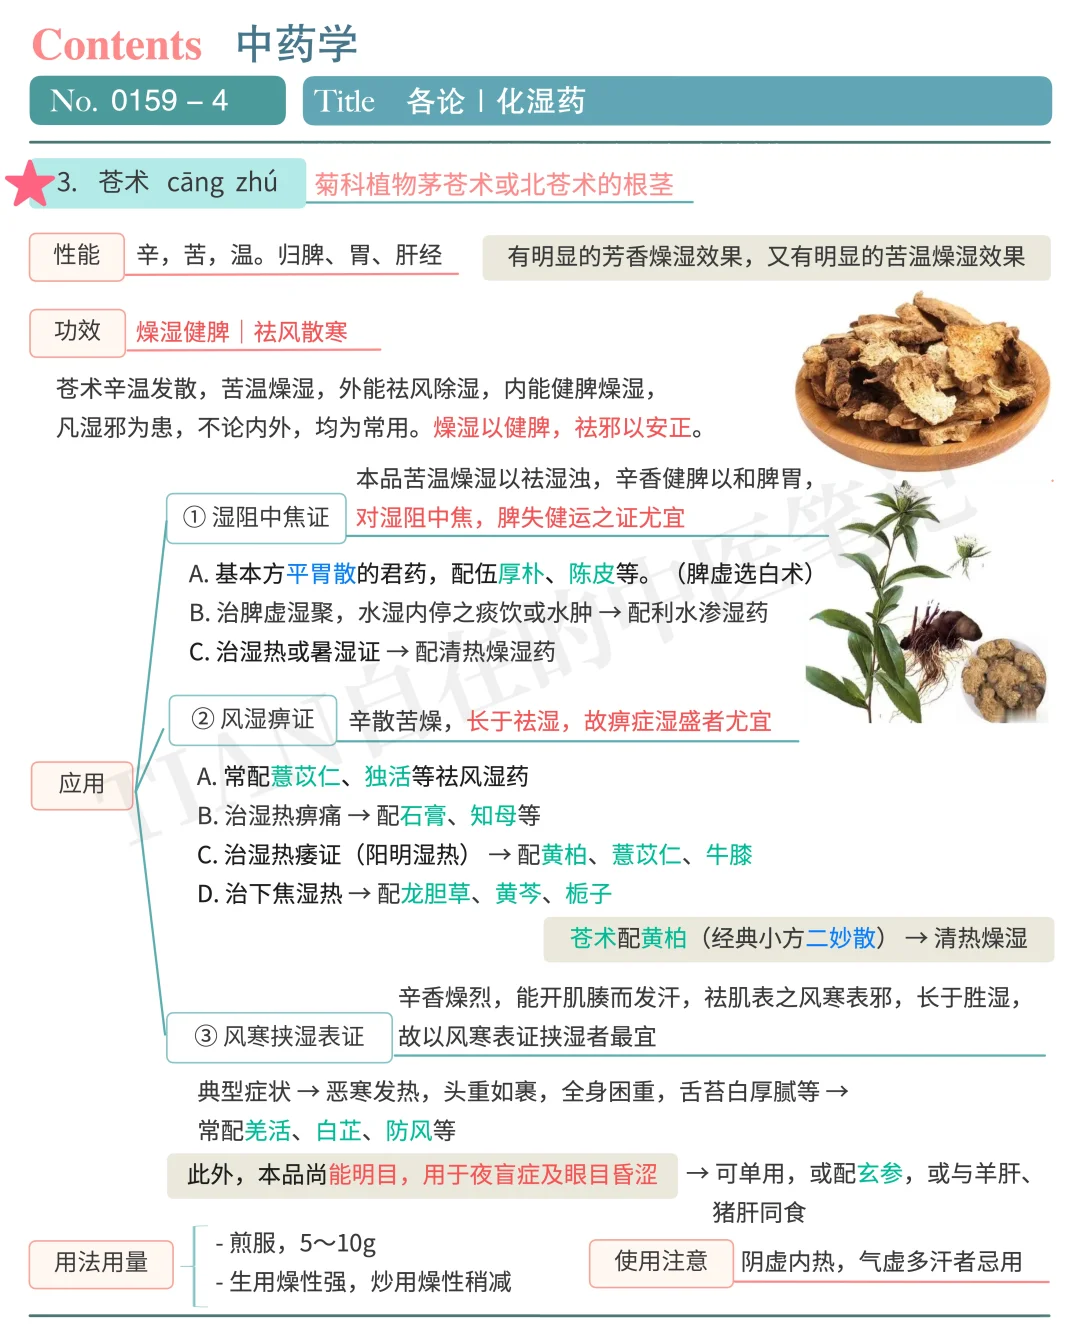 Contents 中药学
No. 0159 – 4
Title 各论 | 化湿药
3. 苍术 cāng zhú 菊科植物茅苍术或北苍术的根茎
性能 辛，苦，温。归脾、胃、肝经
有明显的芳香燥湿效果，又有明显的苦温燥湿效果
功效 燥湿健脾｜祛风散寒
苍术辛温发散，苦温燥湿，外能祛风除湿，内能健脾燥湿，
凡湿邪为患，不论内外，均为常用。燥湿以健脾，祛邪以安正。
本品苦温燥湿以祛湿浊，辛香健脾以和脾胃，
① 湿阻中焦证 对湿阻中焦，脾失健运之证尤宜
A. 基本方平胃散的君药，配伍厚朴、陈皮等。（脾虚选白术）
B. 治脾虚湿聚，水湿内停之痰饮或水肿 → 配利水渗湿药
C. 治湿热或暑湿证 → 配清热燥湿药
② 风湿痹证 辛散苦燥，长于祛湿，故痹症湿盛者尤宜
应用
A. 常配薏苡仁、独活等祛风湿药
B. 治湿热痹痛 → 配石膏、知母等
C. 治湿热痿证（阳明湿热） → 配黄柏、薏苡仁、牛膝
D. 治下焦湿热 → 配龙胆草、黄芩、栀子
苍术配黄柏（经典小方二妙散） → 清热燥湿
辛香燥烈，能开肌腠而发汗，祛肌表之风寒表邪，长于胜湿，
③ 风寒挟湿表证 故以风寒表证挟湿者最宜
典型症状 → 恶寒发热，头重如裹，全身困重，舌苔白厚腻等 →
常配羌活、白芷、防风等
此外，本品尚能明目，用于夜盲症及眼目昏涩 → 可单用，或配玄参，或与羊肝、
猪肝同食
用法用量
- 煎服，5～10g
- 生用燥性强，炒用燥性稍减
使用注意 阴虚内热，气虚多汗者忌用
TIAN自在的中医笔记